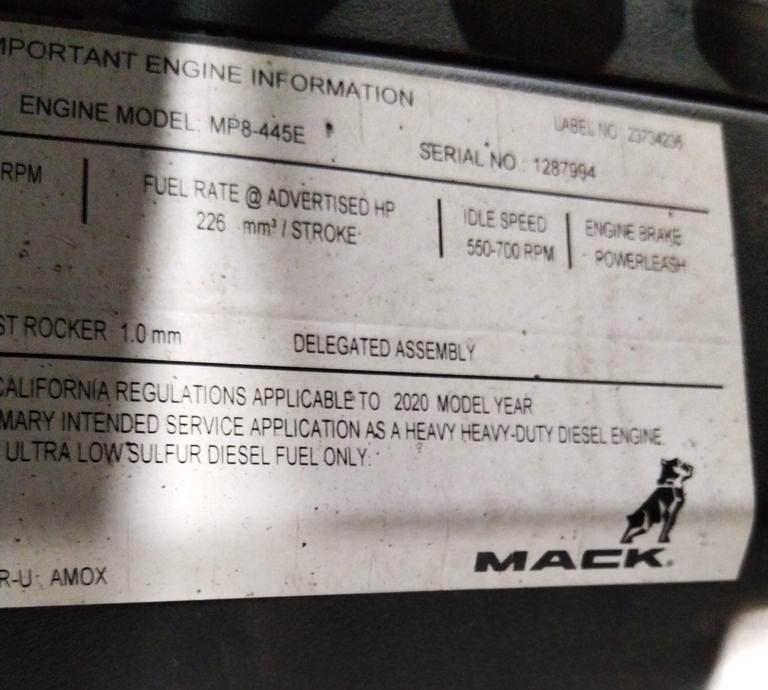 IMPORTANT ENGINE INFORMATION
LABEL NO 23734236
ENGINE MODEL: MP8-445E
SERIAL NO.: 1287994
RPM
FUEL RATE @ ADVERTISED HP
226 mm³ / STROKE
IDLE SPEED
550-700 RPM
ENGINE BRAKE
POWERLEASH
ST ROCKER 1.0 mm
DELEGATED ASSEMBLY
CALIFORNIA REGULATIONS APPLICABLE TO 2020 MODEL YEAR
MARY INTENDED SERVICE APPLICATION AS A HEAVY HEAVY-DUTY DIESEL ENGINE.
ULTRA LOW SULFUR DIESEL FUEL ONLY.
R-U AMOX
MACK